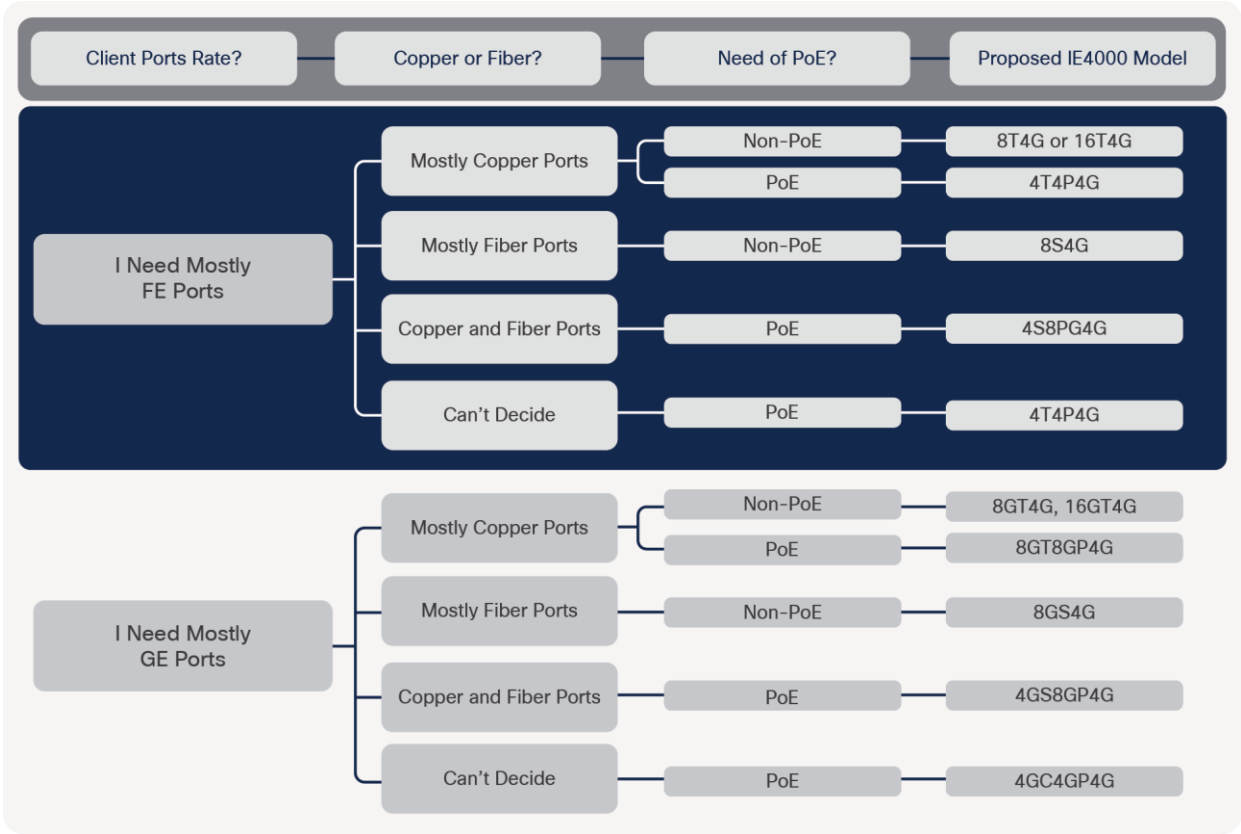 Client Ports Rate?
Copper or Fiber?
Need of PoE?
Proposed IE4000 Model
I Need Mostly
FE Ports
Mostly Copper Ports
Non-PoE
8T4G or 16T4G
PoE
4T4P4G
Mostly Fiber Ports
Non-PoE
8S4G
Copper and Fiber Ports
PoE
4S8PG4G
Can't Decide
PoE
4T4P4G
I Need Mostly
GE Ports
Mostly Copper Ports
Non-PoE
8GT4G, 16GT4G
PoE
8GT8GP4G
Mostly Fiber Ports
Non-PoE
8GS4G
Copper and Fiber Ports
PoE
4GS8GP4G
Can't Decide
PoE
4GC4GP4G